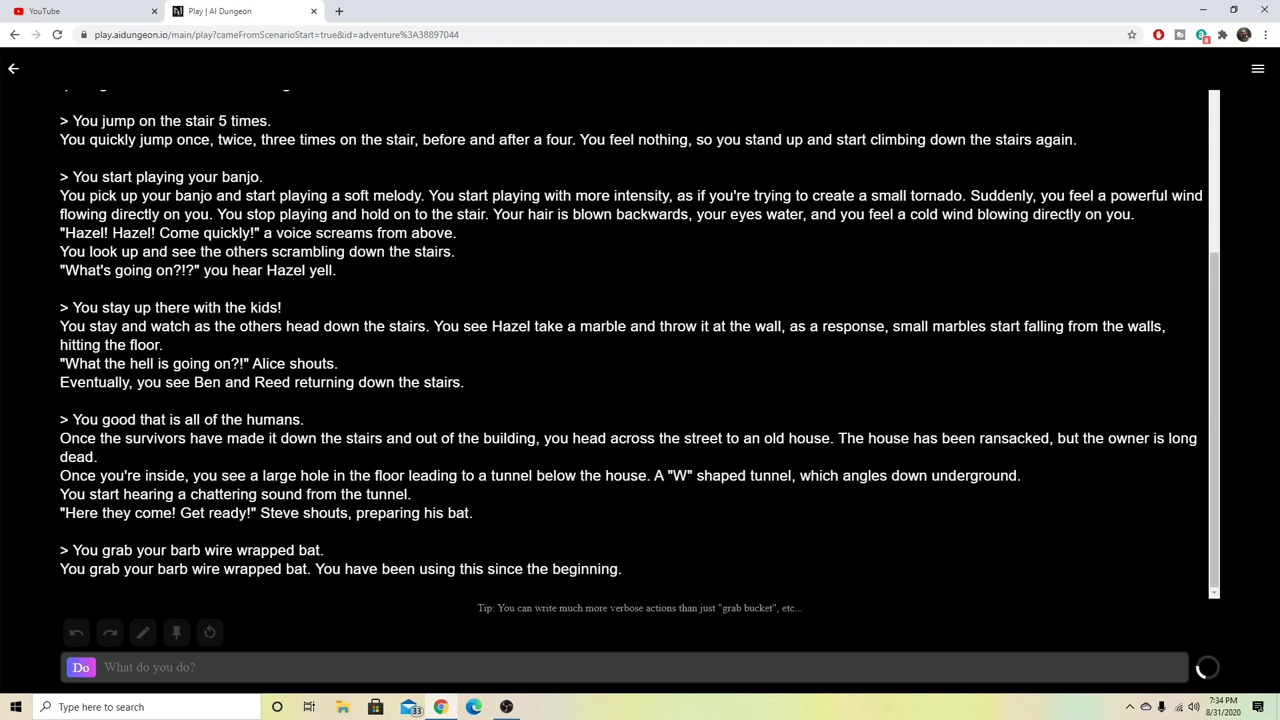 YouTube
Play | AI Dungeon
play.aidungeon.io/main/play?cameFromScenarioStart=true&id=adventure%3A38897044
> You jump on the stair 5 times.
You quickly jump once, twice, three times on the stair, before and after a four. You feel nothing, so you stand up and start climbing down the stairs again.
> You start playing your banjo.
You pick up your banjo and start playing a soft melody. You start playing with more intensity, as if you're trying to create a small tornado. Suddenly, you feel a powerful wind
flowing directly on you. You stop playing and hold on to the stair. Your hair is blown backwards, your eyes water, and you feel a cold wind blowing directly on you.
"Hazel! Hazel! Come quickly!" a voice screams from above.
You look up and see the others scrambling down the stairs.
"What's going on?!?" you hear Hazel yell.
> You stay up there with the kids!
You stay and watch as the others head down the stairs. You see Hazel take a marble and throw it at the wall, as a response, small marbles start falling from the walls,
hitting the floor.
"What the hell is going on?!" Alice shouts.
Eventually, you see Ben and Reed returning down the stairs.
> You good that is all of the humans.
Once the survivors have made it down the stairs and out of the building, you head across the street to an old house. The house has been ransacked, but the owner is long
dead.
Once you're inside, you see a large hole in the floor leading to a tunnel below the house. A "W" shaped tunnel, which angles down underground.
You start hearing a chattering sound from the tunnel.
"Here they come! Get ready!" Steve shouts, preparing his bat.
> You grab your barb wire wrapped bat.
You grab your barb wire wrapped bat. You have been using this since the beginning.
Tip: You can write much more verbose actions than just "grab bucket", etc...
Do What do you do?
Type here to search
33
7:34 PM
8/31/2020